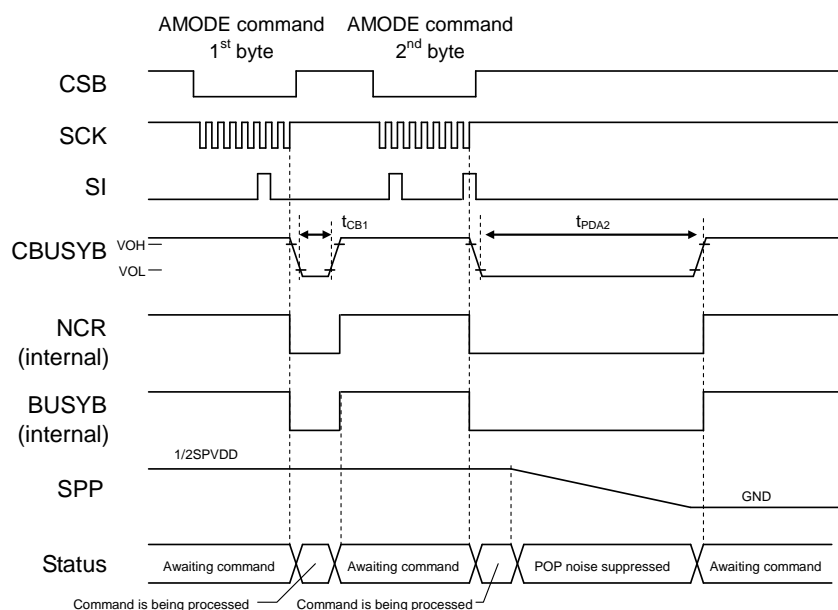 AMODE command AMODE command
1st byte 2nd byte
CSB
SCK
SI
tCB1 tPDA2
VOH
CBUSYB
VOL
NCR
(internal)
BUSYB
(internal)
1/2SPVDD
SPP GND
Status Awaiting command Awaiting command POP noise suppressed Awaiting command
Command is being processed Command is being processed